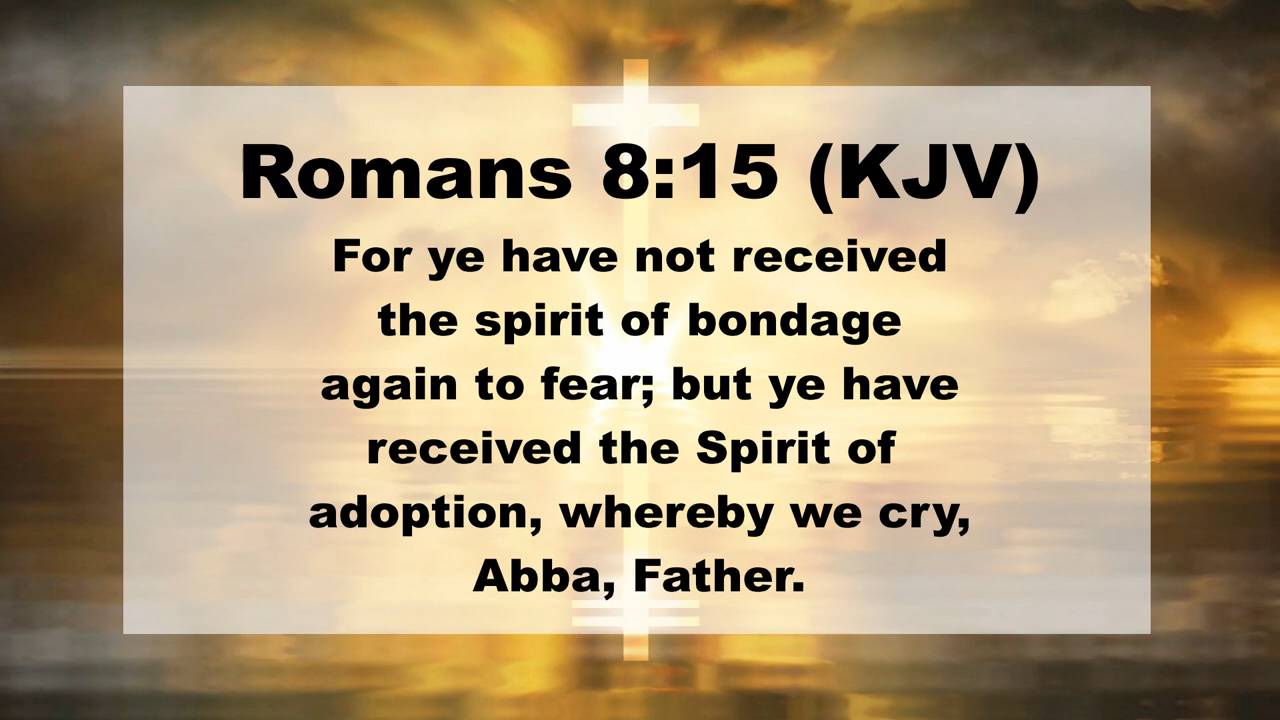 Romans 8:15 (KJV)
For ye have not received
the spirit of bondage
again to fear; but ye have
received the Spirit of
adoption, whereby we cry,
Abba, Father.